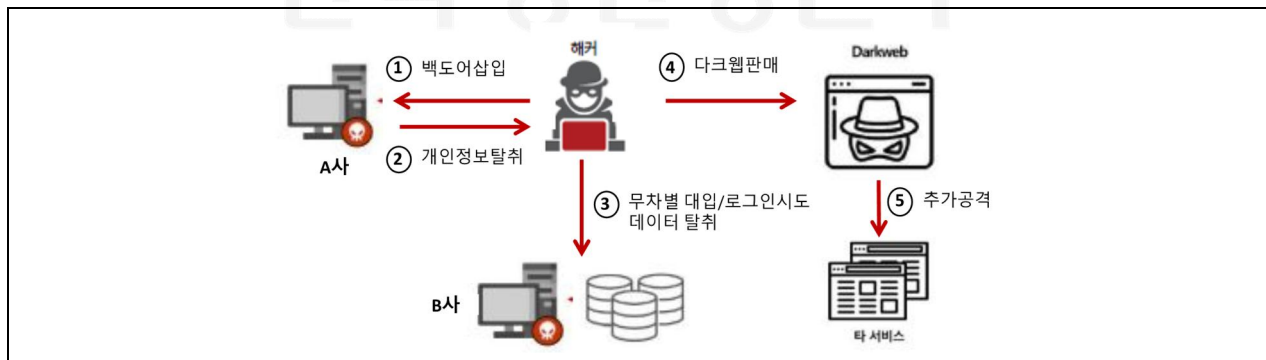 해커
Darkweb
① 백도어삽입
④ 다크웹판매
② 개인정보탈취
A사
③ 무차별 대입/로그인시도
데이터 탈취
⑤ 추가공격
B사
타 서비스